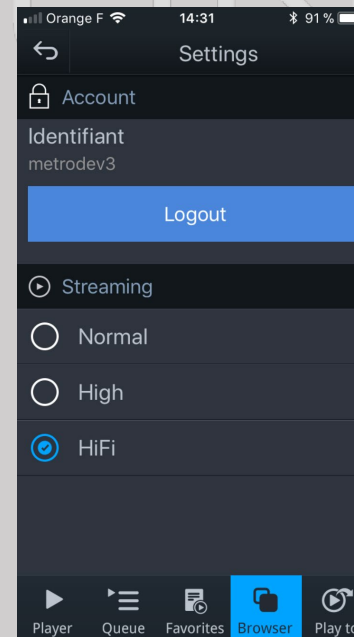 Orange F 14:31 91 %
Settings
Account
Identifiant
metrodev3
Logout
Streaming
Normal
High
HiFi
Player Queue Favorites Browser Play to